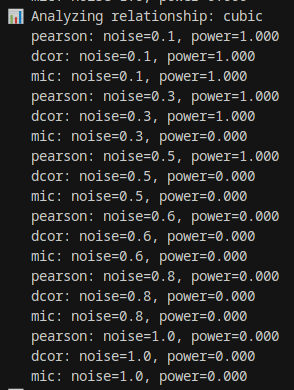 📊 Analyzing relationship: cubic
pearson: noise=0.1, power=1.000
dcor: noise=0.1, power=1.000
mic: noise=0.1, power=1.000
pearson: noise=0.3, power=1.000
dcor: noise=0.3, power=1.000
mic: noise=0.3, power=0.000
pearson: noise=0.5, power=1.000
dcor: noise=0.5, power=0.000
mic: noise=0.5, power=0.000
pearson: noise=0.6, power=0.000
dcor: noise=0.6, power=0.000
mic: noise=0.6, power=0.000
pearson: noise=0.8, power=0.000
dcor: noise=0.8, power=0.000
mic: noise=0.8, power=0.000
pearson: noise=1.0, power=0.000
dcor: noise=1.0, power=0.000
mic: noise=1.0, power=0.000